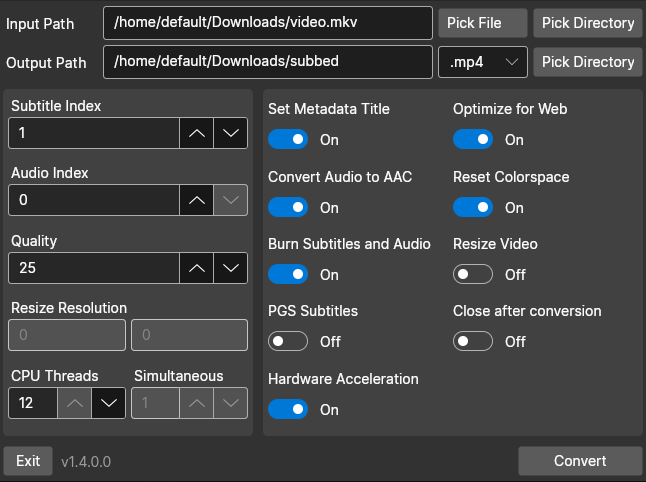 Input Path /home/default/Downloads/video.mkv Pick File Pick Directory
Output Path /home/default/Downloads/subbed .mp4 Pick Directory
Subtitle Index
1
Audio Index
0
Quality
25
Resize Resolution
0 0
CPU Threads Simultaneous
12 1
Set Metadata Title Optimize for Web
On On
Convert Audio to AAC Reset Colorspace
On On
Burn Subtitles and Audio Resize Video
On Off
PGS Subtitles Close after conversion
Off Off
Hardware Acceleration
On
Exit v1.4.0.0 Convert